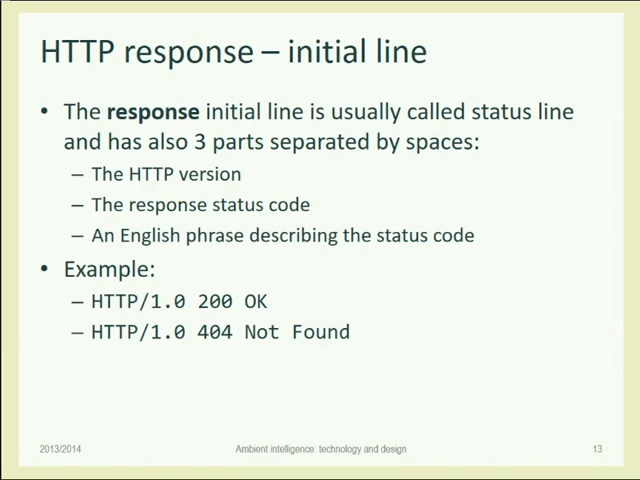 HTTP response – initial line
• The response initial line is usually called status line
and has also 3 parts separated by spaces:
– The HTTP version
– The response status code
– An English phrase describing the status code
• Example:
– HTTP/1.0 200 OK
– HTTP/1.0 404 Not Found
2013/2014 Ambient intelligence: technology and design 13